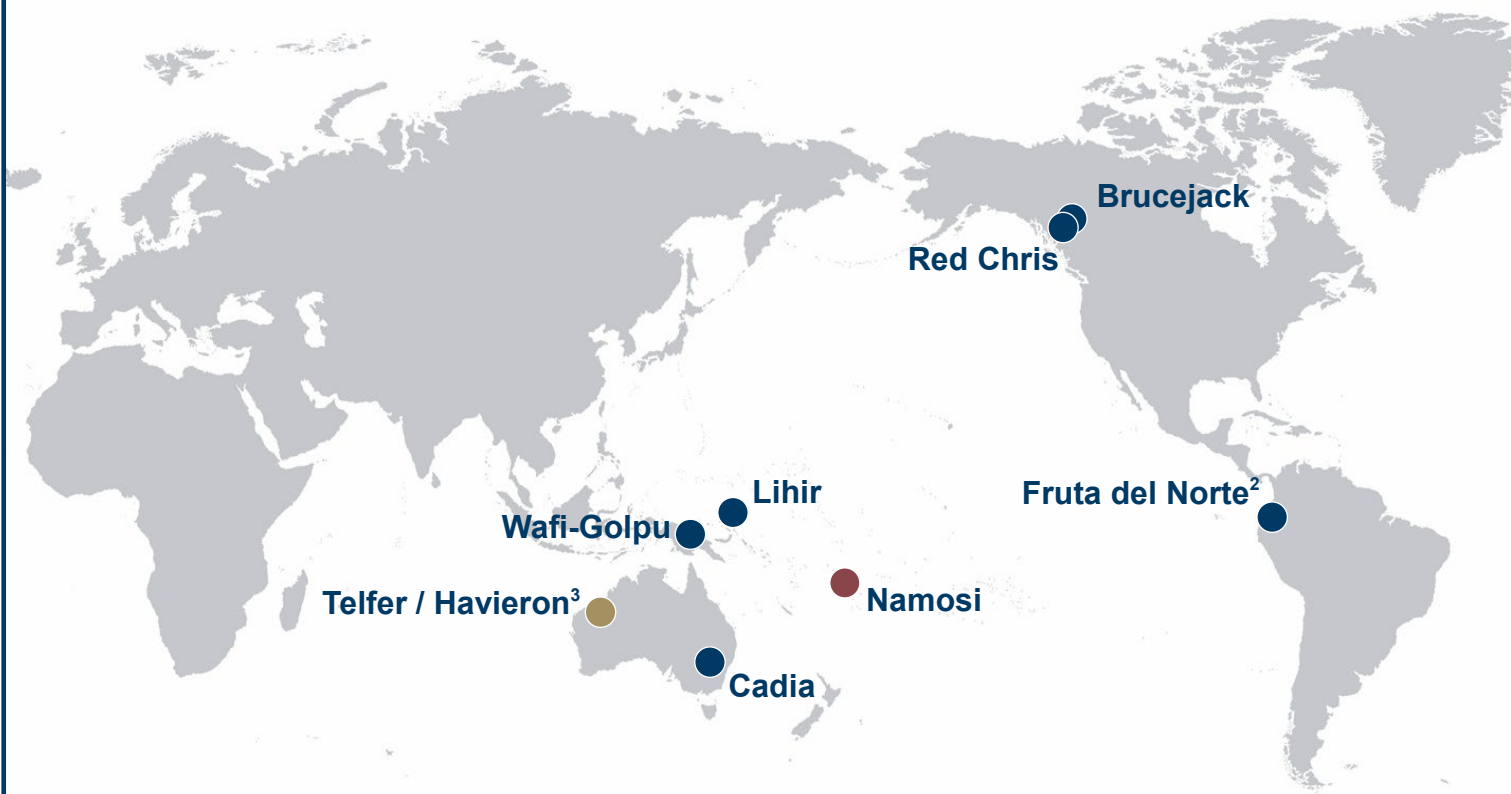 Brucejack
Red Chris
Lihir
Fruta del Norte²
Wafi-Golpu
Telfer / Havieron³
Namosi
Cadia